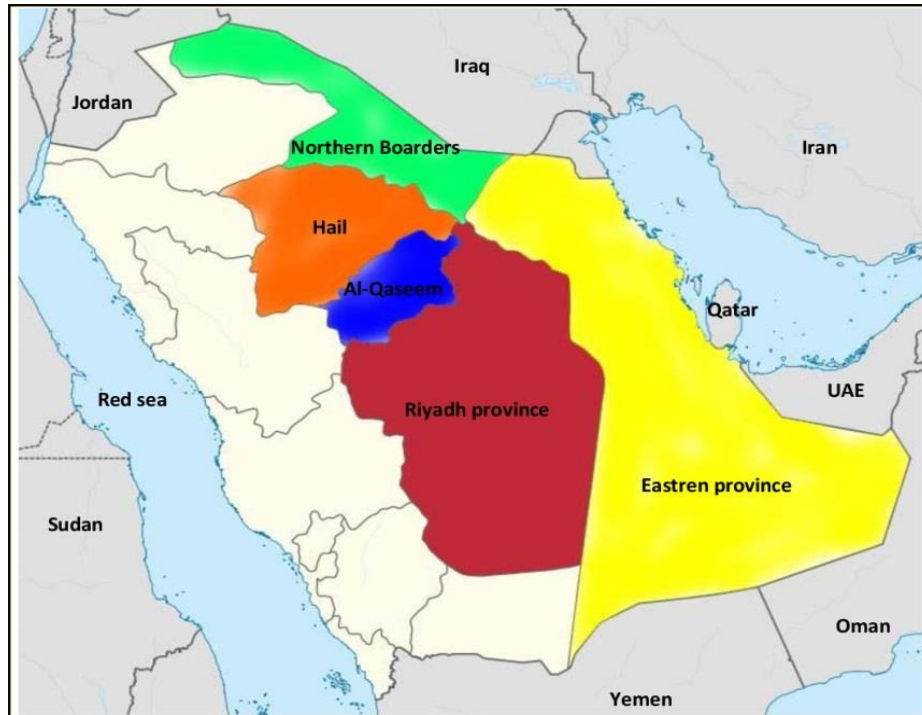 Iraq
Jordan
Iran
Northern Boarders
Hail
Al-Qaseem
Qatar
UAE
Red sea
Riyadh province
Eastren province
Sudan
Oman
Yemen